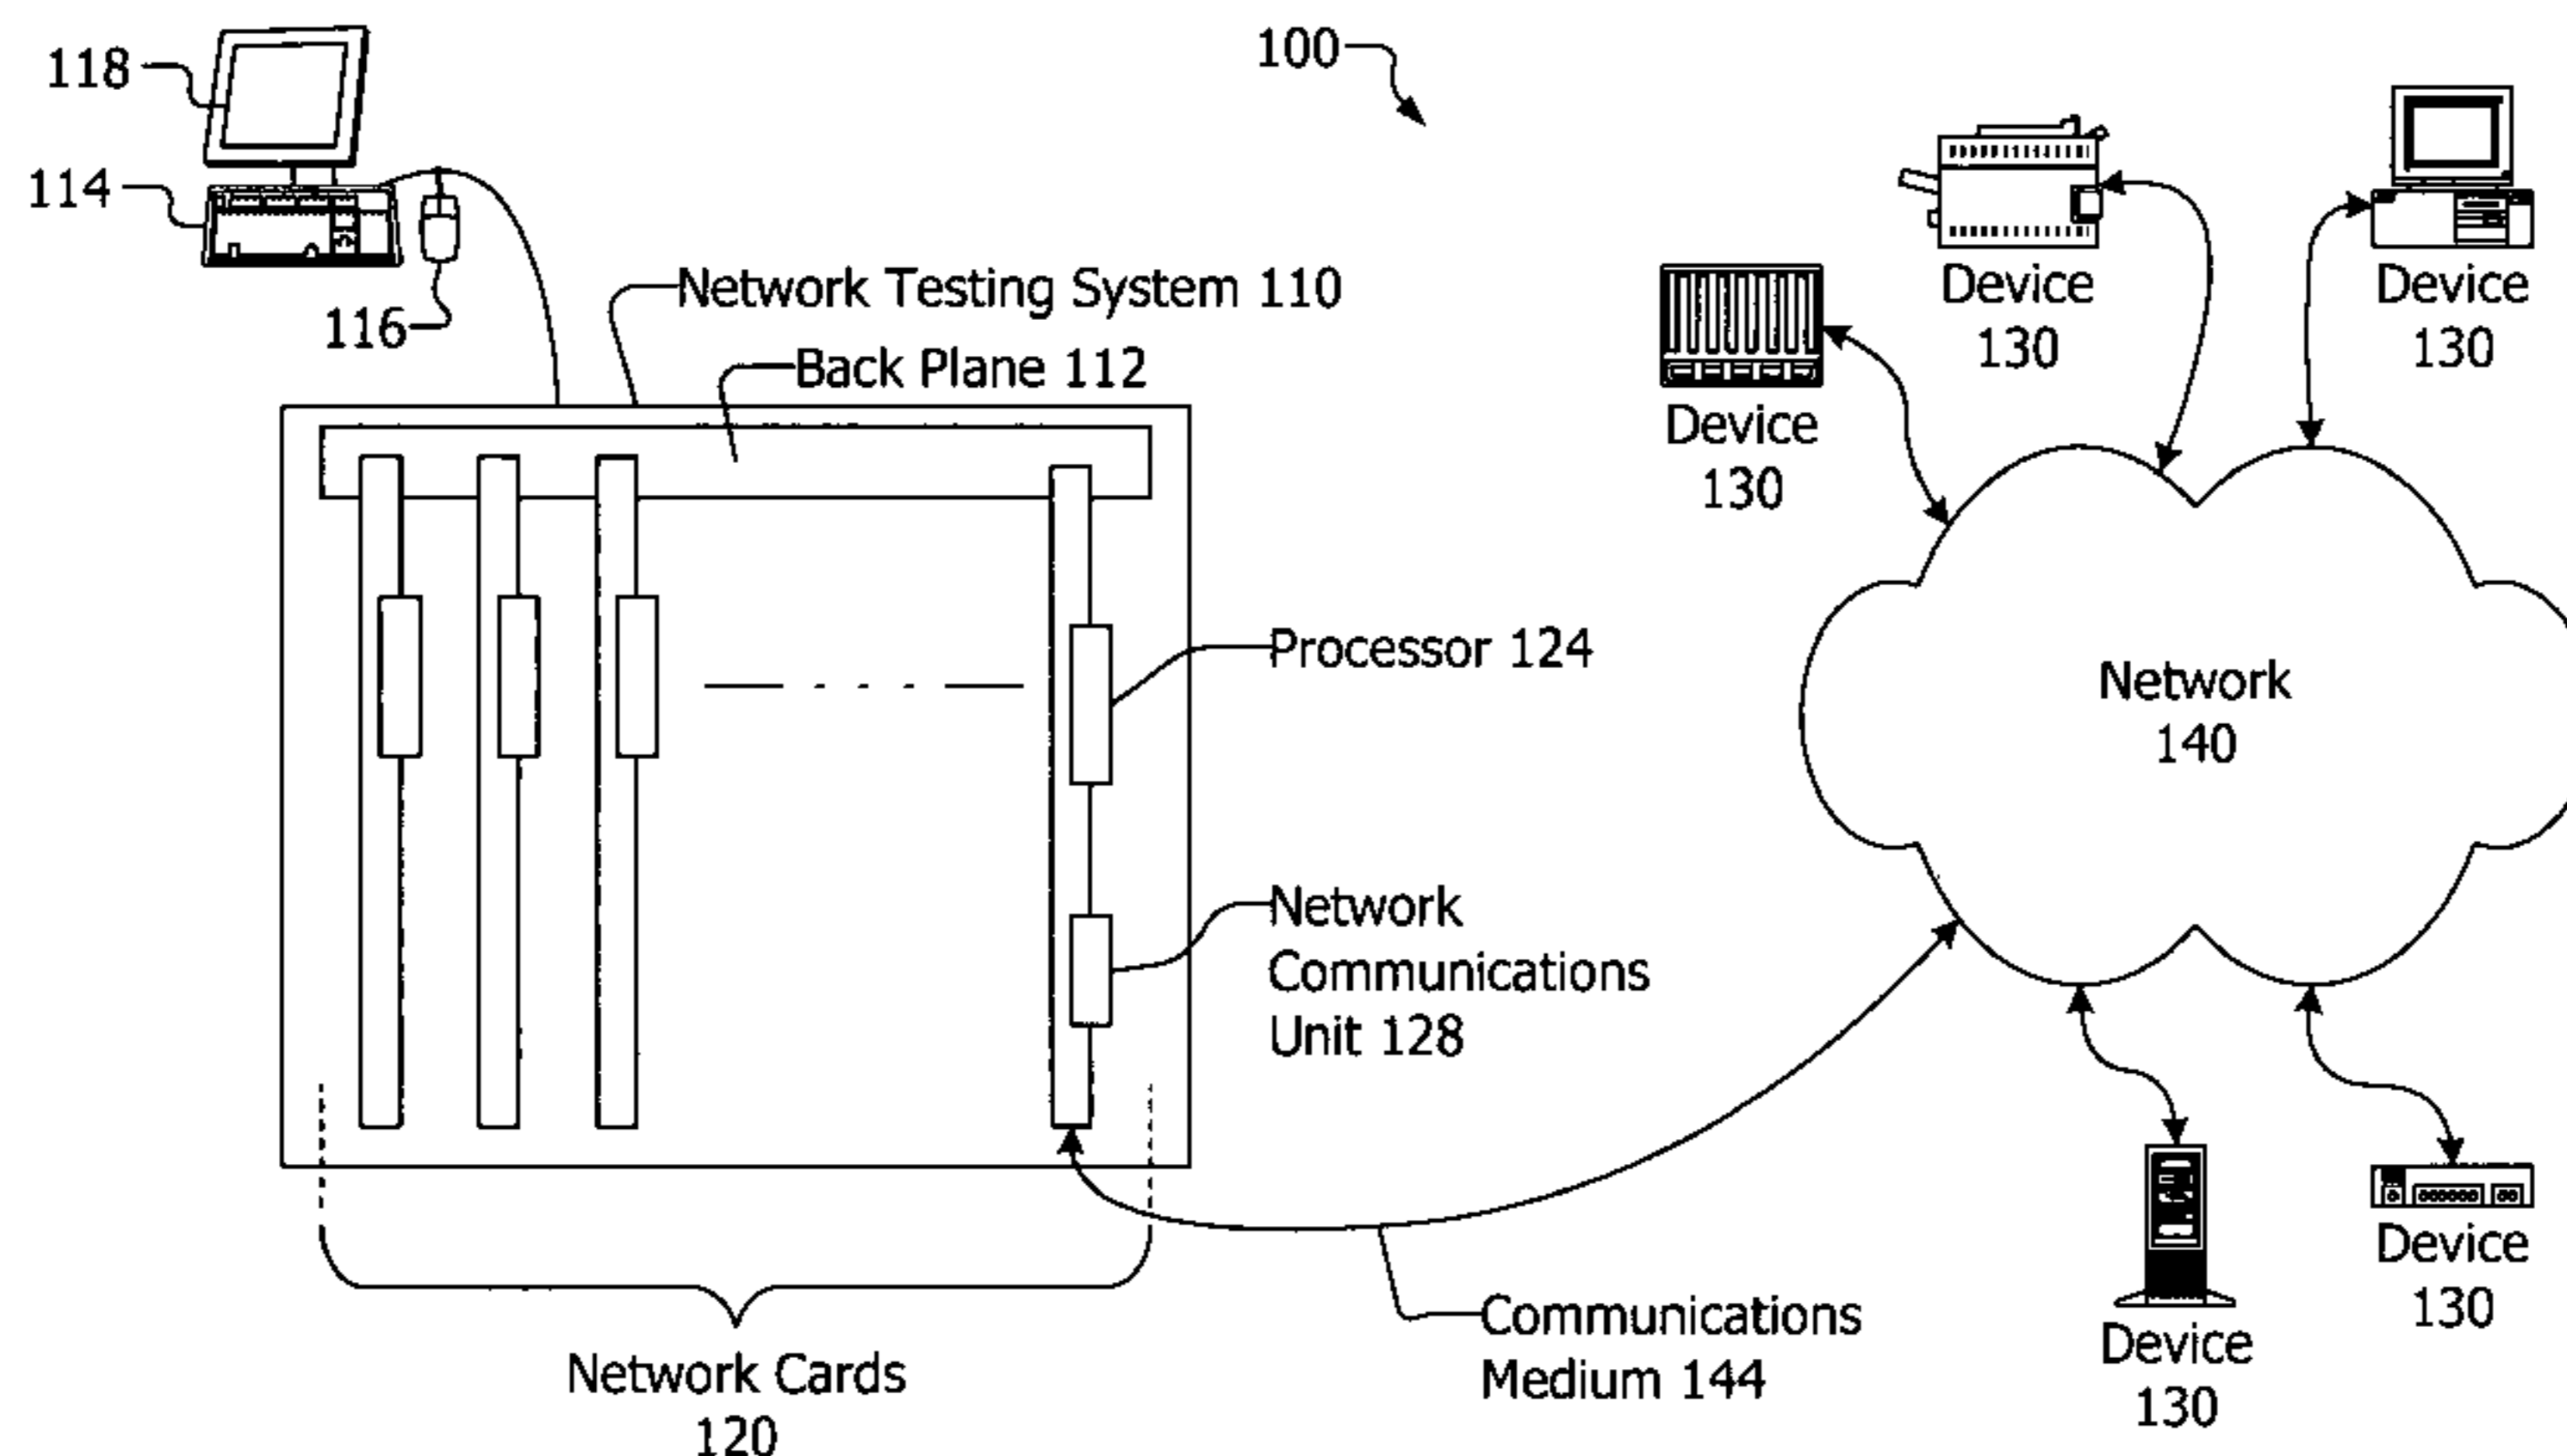 118
100
114
116
Network Testing System 110
Back Plane 112
Device
130
Device
130
Device
130
Processor 124
Network
140
Network
Communications
Unit 128
Network Cards
120
Communications
Medium 144
Device
130
Device
130